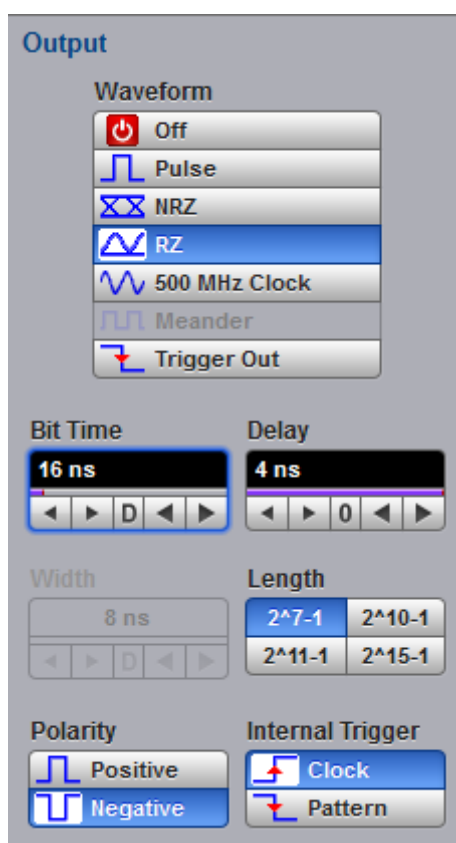 Output
Waveform
Off
Pulse
NRZ
RZ
500 MHz Clock
Meander
Trigger Out
Bit Time Delay
16 ns 4 ns
D 0
Width Length
8 ns 2^7-1 2^10-1
D 2^11-1 2^15-1
Polarity Internal Trigger
Positive Clock
Negative Pattern